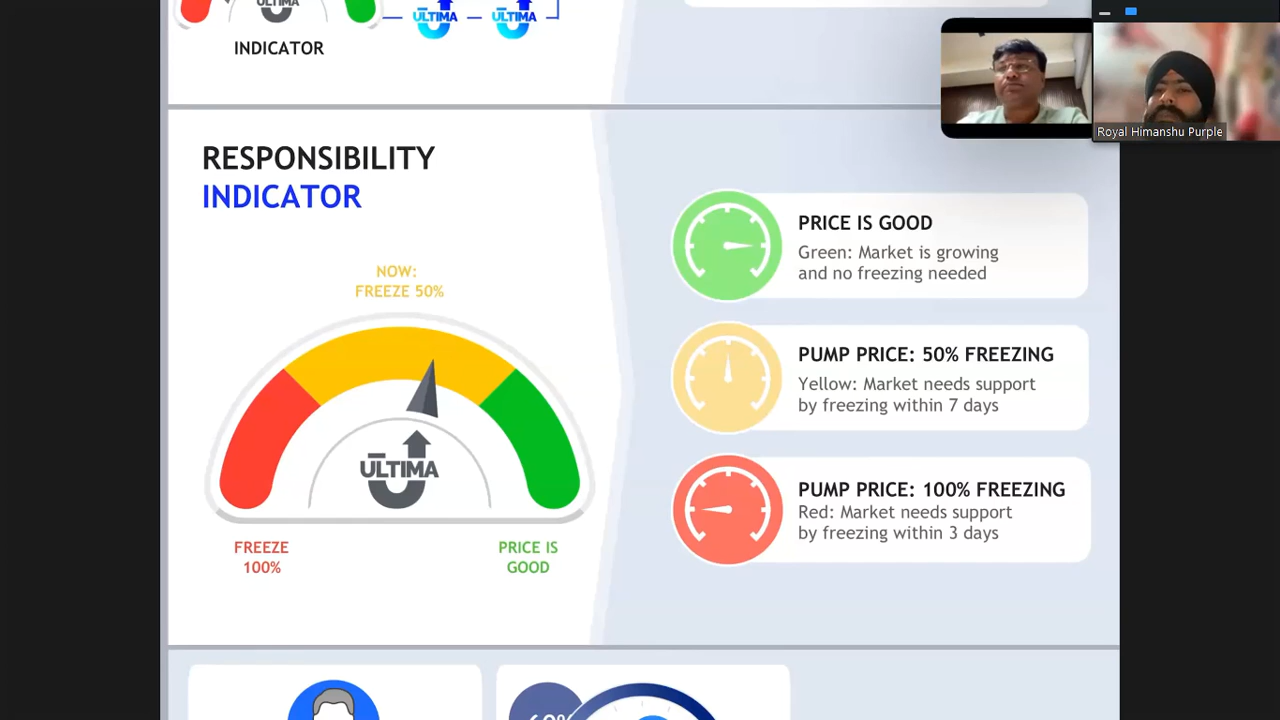 ULTIMA
ULTIMA
ULTIMA
INDICATOR
Royal Himanshu Purple
RESPONSIBILITY
INDICATOR
NOW:
FREEZE 50%
ULTIMA
FREEZE
100%
PRICE IS
GOOD
PRICE IS GOOD
Green: Market is growing
and no freezing needed
PUMP PRICE: 50% FREEZING
Yellow: Market needs support
by freezing within 7 days
PUMP PRICE: 100% FREEZING
Red: Market needs support
by freezing within 3 days